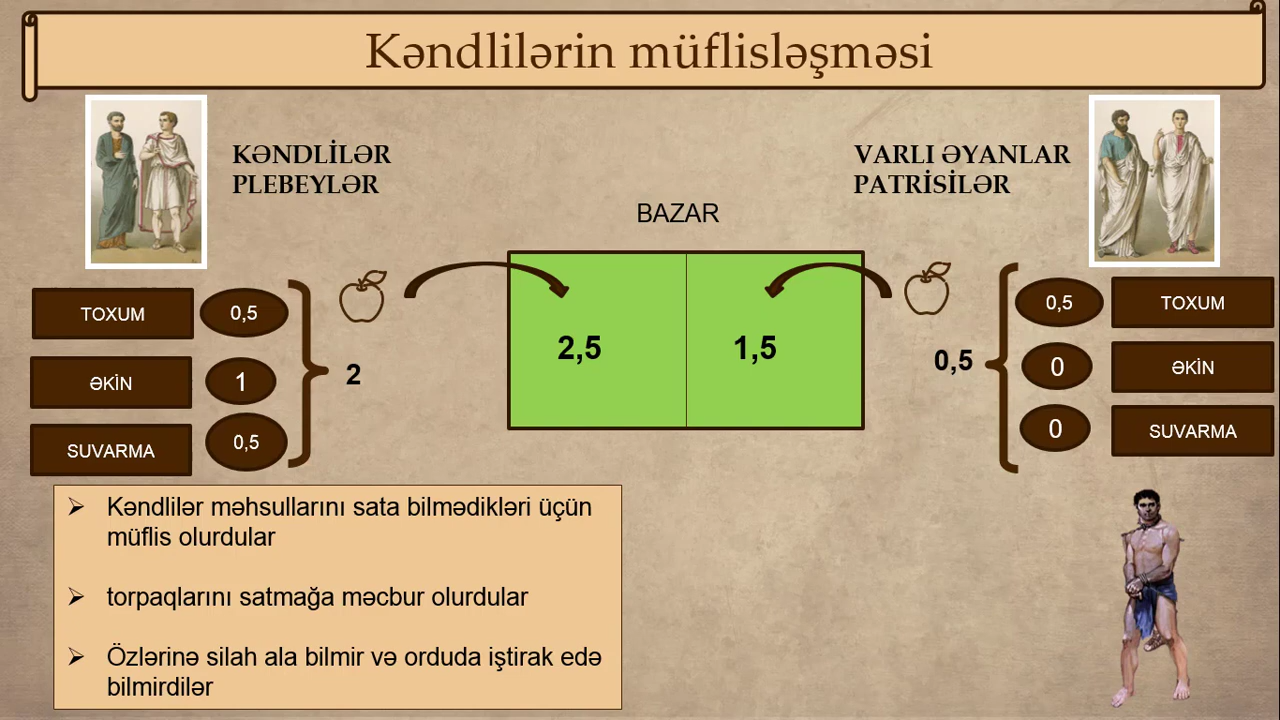 Kəndlilərin müflisləşməsi
KƏNDLİLƏR
PLEBEYLƏR
VARLI ƏYANLAR
PATRİSİLƏR
BAZAR
TOXUM 0,5
ƏKİN 1
SUVARMA 0,5
2
2,5
1,5
0,5
0,5 TOXUM
0 ƏKİN
0 SUVARMA
➢ Kəndlilər məhsullarını sata bilmədikləri üçün
müflis olurdular
➢ torpaqlarını satmağa məcbur olurdular
➢ Özlərinə silah ala bilmir və orduda iştirak edə
bilmirdilər